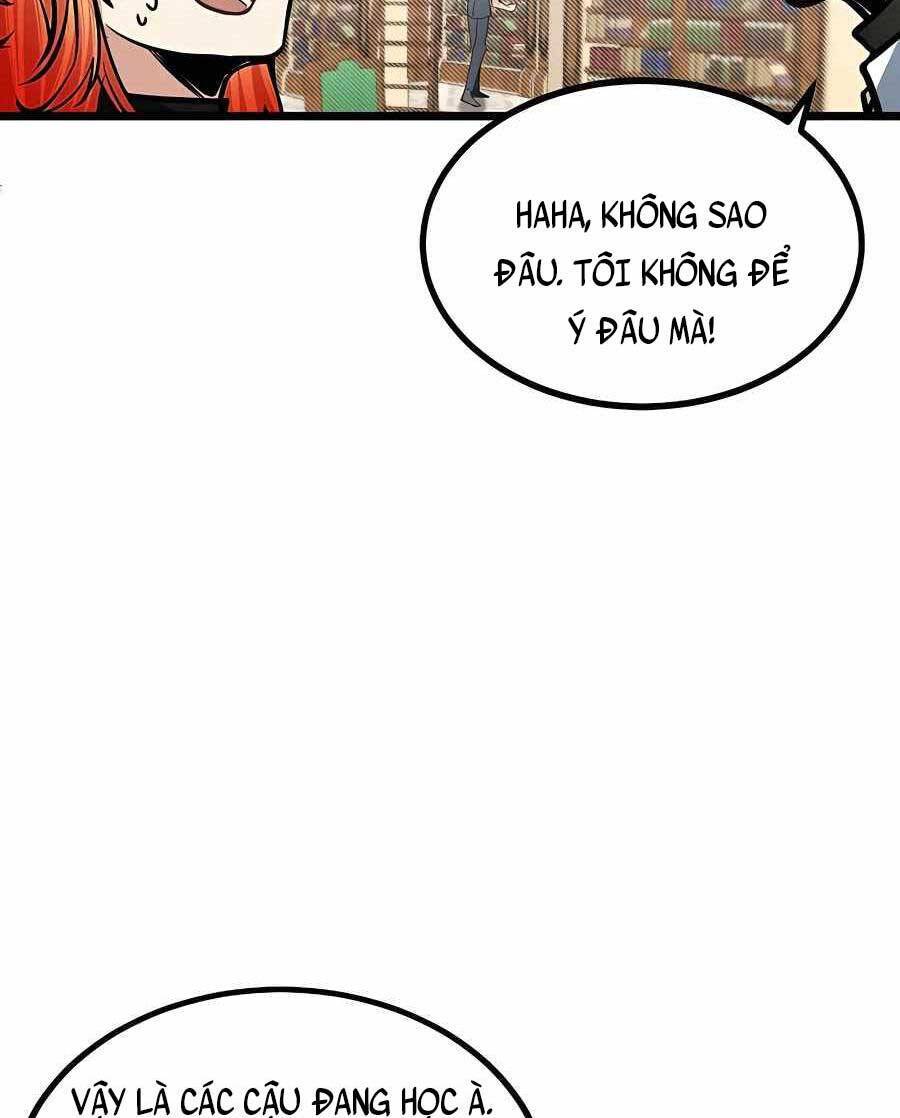 HAHA, KHÔNG SAO
ĐÂU. TÔI KHÔNG ĐỂ
Ý ĐÂU MÀ!
VẬY LÀ CÁC CẬU ĐANG HỌC À.